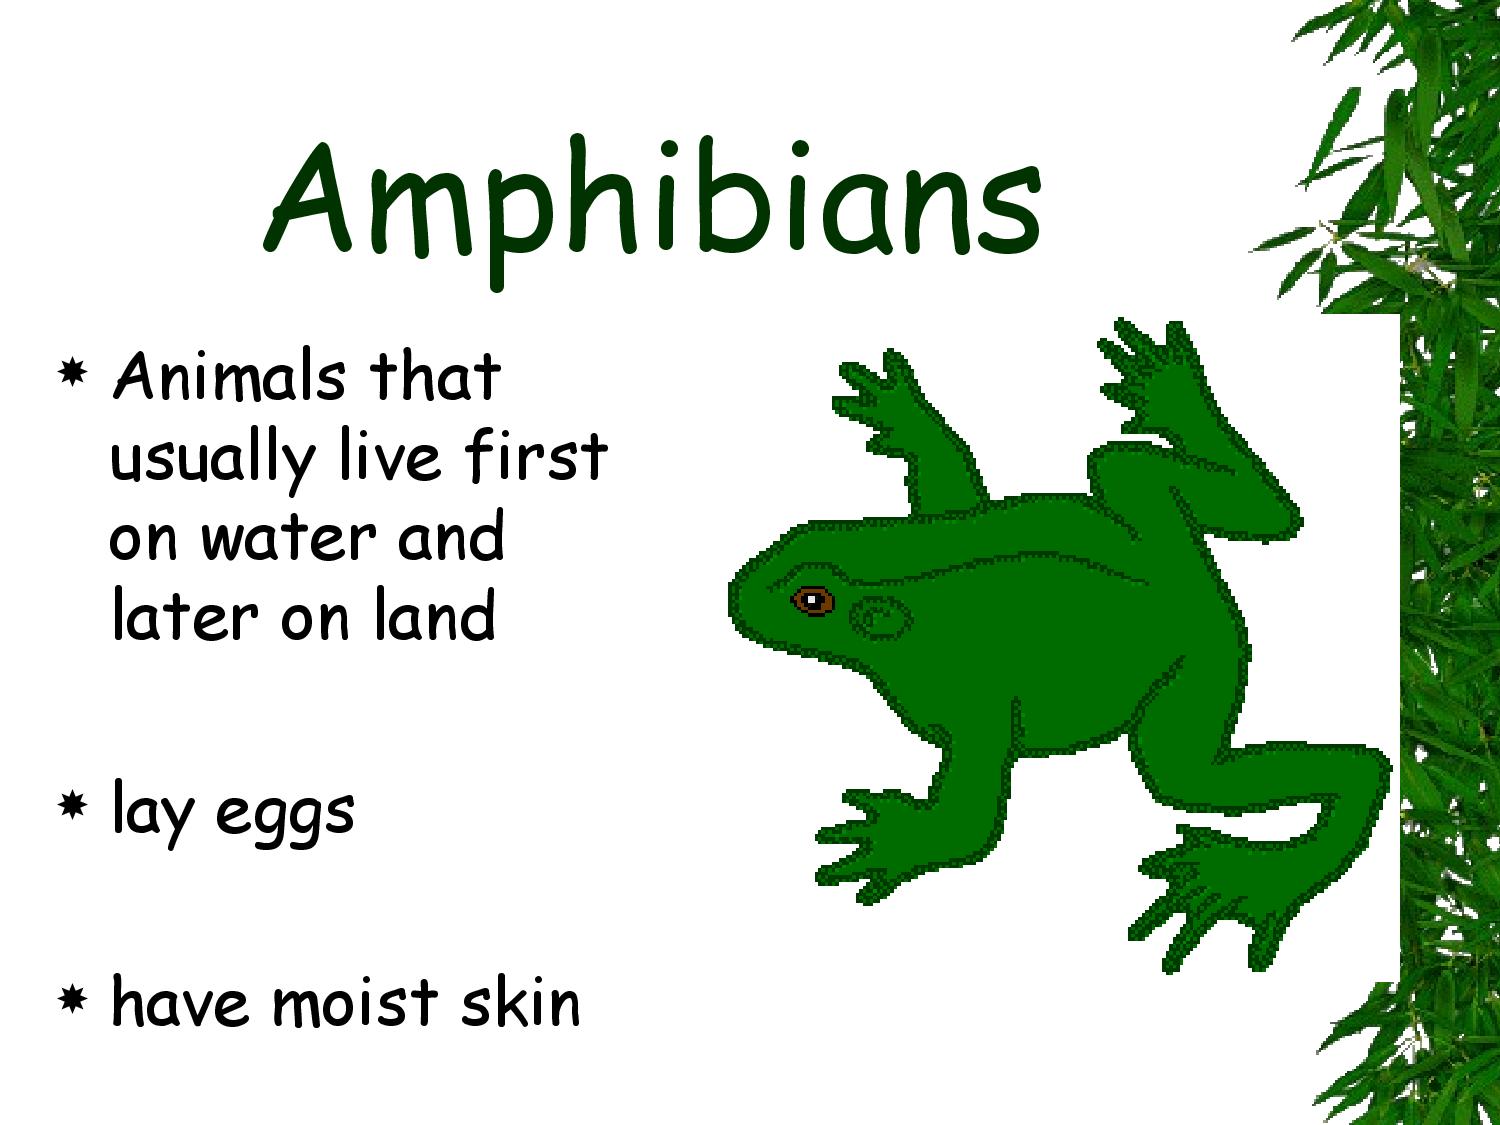 Amphibians
Animals that
usually live first
on water and
later on land
lay eggs
have moist skin